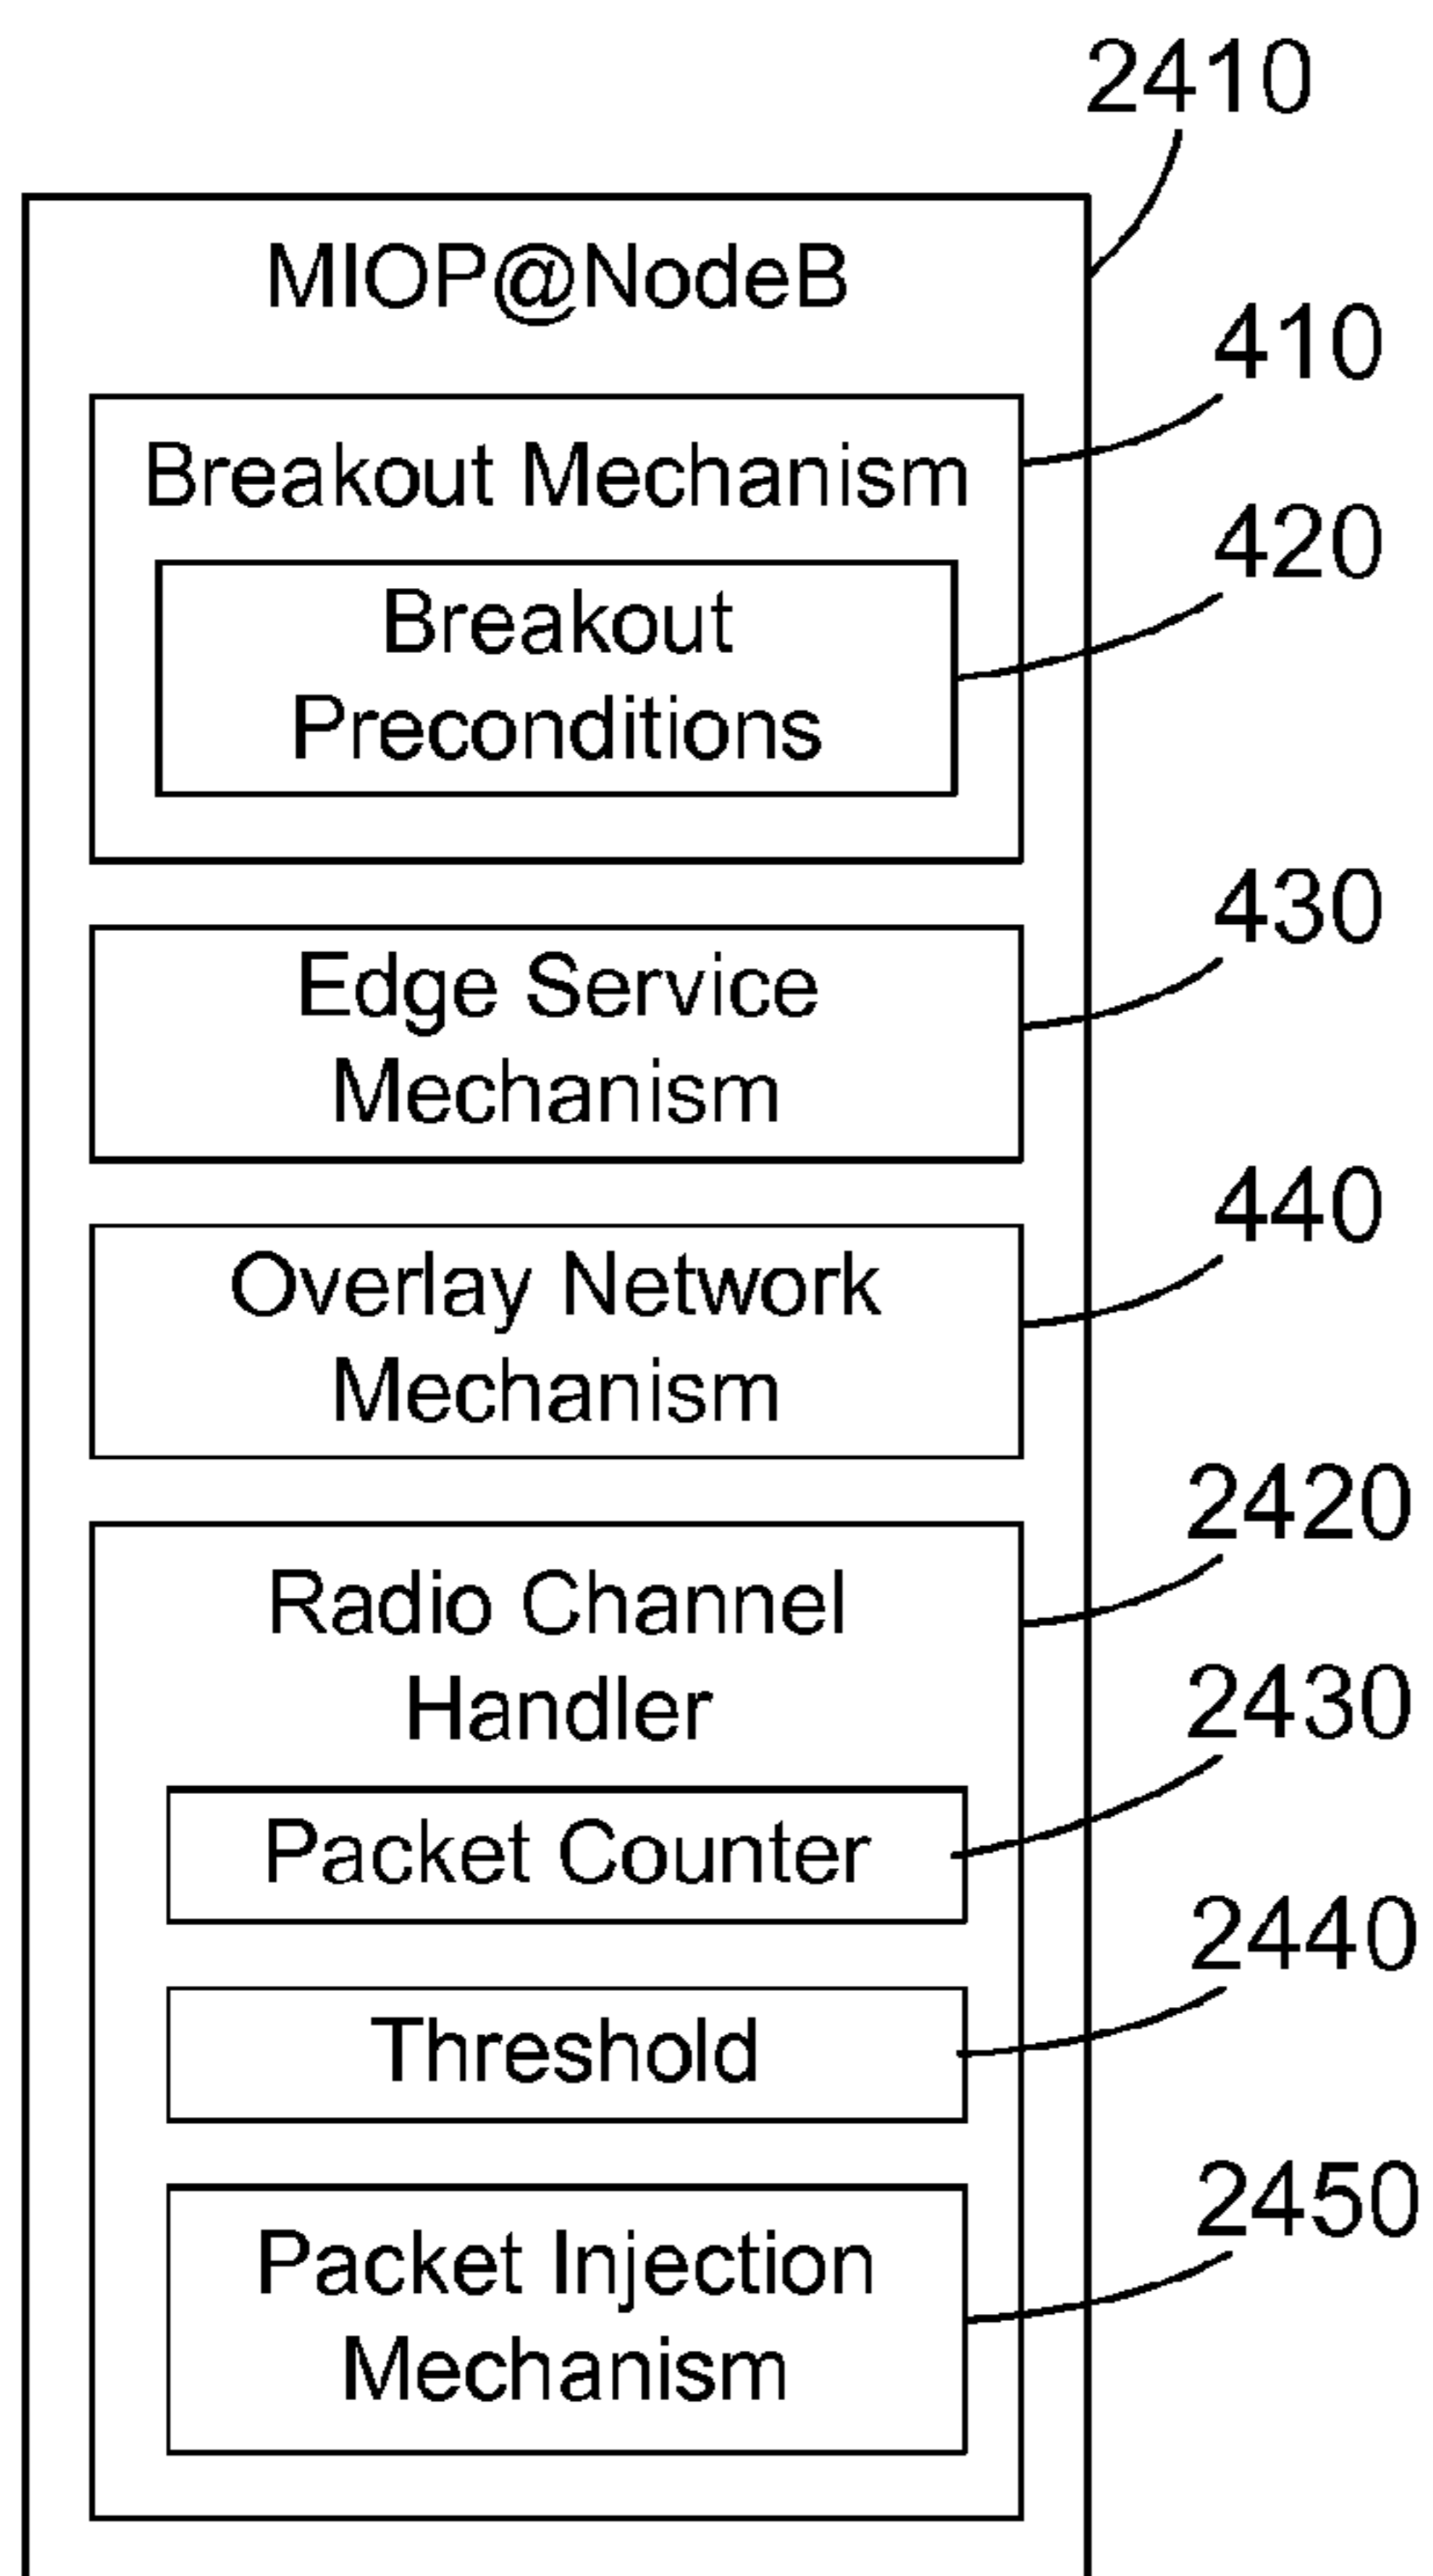 2410
MIOP@NodeB
410
Breakout Mechanism
420
Breakout
Preconditions
430
Edge Service
Mechanism
440
Overlay Network
Mechanism
2420
Radio Channel
Handler
2430
Packet Counter
2440
Threshold
2450
Packet Injection
Mechanism